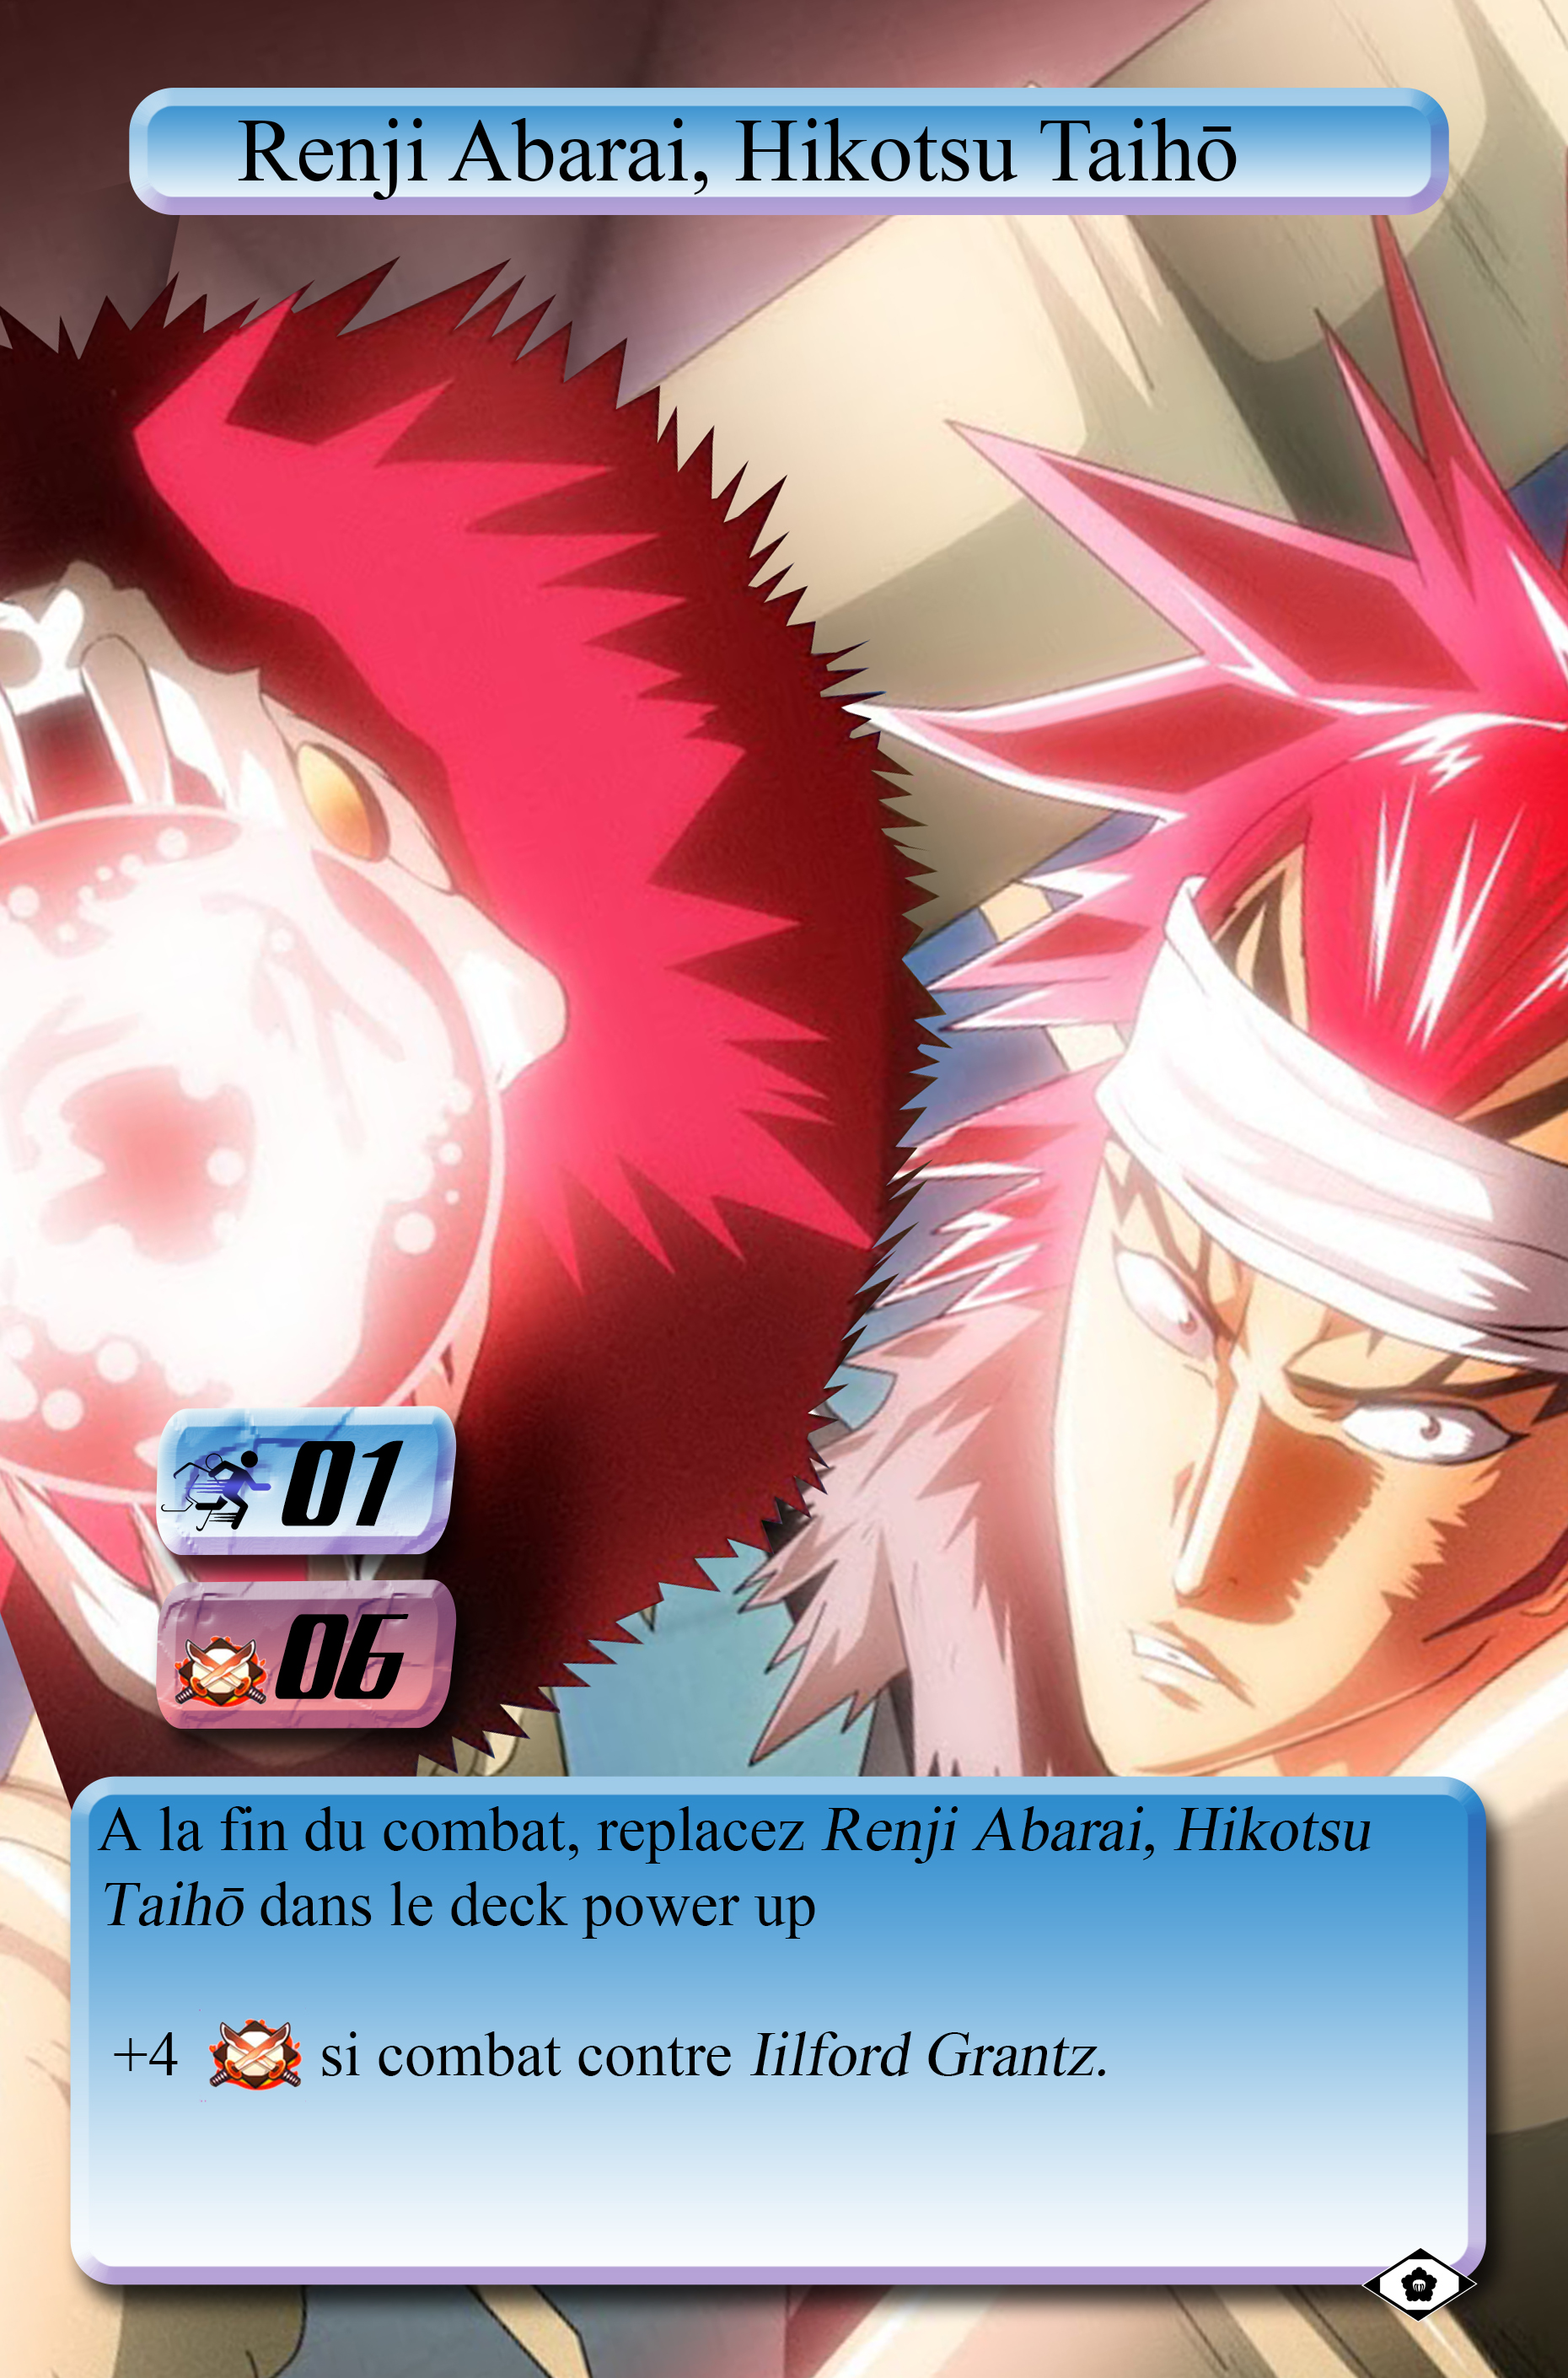 Renji Abarai, Hikotsu Taihō
01
06
A la fin du combat, replacez Renji Abarai, Hikotsu
Taihō dans le deck power up
+4 si combat contre Iilford Grantz.